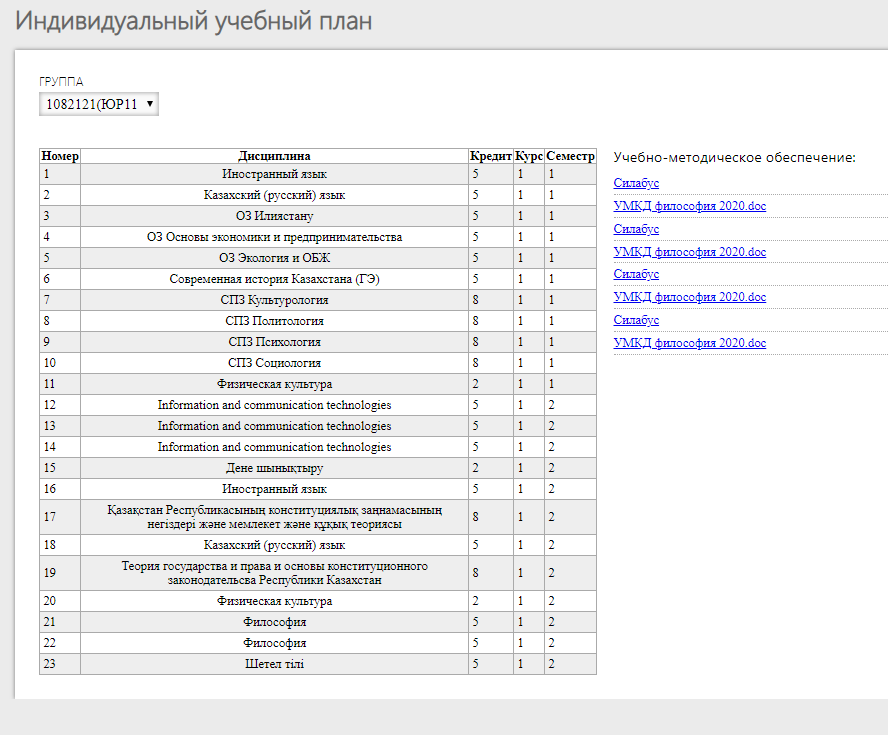 Индивидуальный учебный план
ГРУППА
1082121(ЮР11
Номер Дисциплина Кредит Курс Семестр
1 Иностранный язык 5 1 1
2 Казахский (русский) язык 5 1 1
3 ОЗ Илиястану 5 1 1
4 ОЗ Основы экономики и предпринимательства 5 1 1
5 ОЗ Экология и ОБЖ 5 1 1
6 Современная история Казахстана (ГЭ) 5 1 1
7 СПЗ Культурология 8 1 1
8 СПЗ Политология 8 1 1
9 СПЗ Психология 8 1 1
10 СПЗ Социология 8 1 1
11 Физическая культура 2 1 1
12 Information and communication technologies 5 1 2
13 Information and communication technologies 5 1 2
14 Information and communication technologies 5 1 2
15 Дене шынықтыру 2 1 2
16 Иностранный язык 5 1 2
17 Қазақстан Республикасының конституциялық заңнамасының
негіздері және мемлекет және құқық теориясы 8 1 2
18 Казахский (русский) язык 5 1 2
19 Теория государства и права и основы конституционного
законодательсва Республики Казахстан 8 1 2
20 Физическая культура 2 1 2
21 Философия 5 1 2
22 Философия 5 1 2
23 Шетел тілі 5 1 2
Учебно-методическое обеспечение:
Силабус
УМКД философия 2020.doc
Силабус
УМКД философия 2020.doc
Силабус
УМКД философия 2020.doc
Силабус
УМКД философия 2020.doc